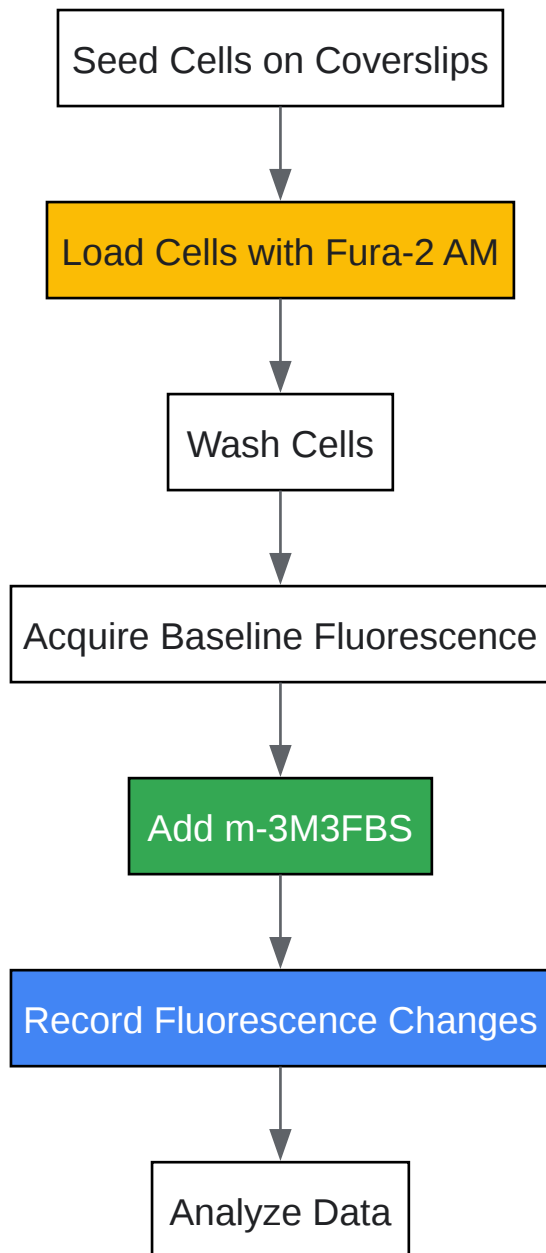 Seed Cells on Coverslips
Load Cells with Fura-2 AM
Wash Cells
Acquire Baseline Fluorescence
Add m-3M3FBS
Record Fluorescence Changes
Analyze Data